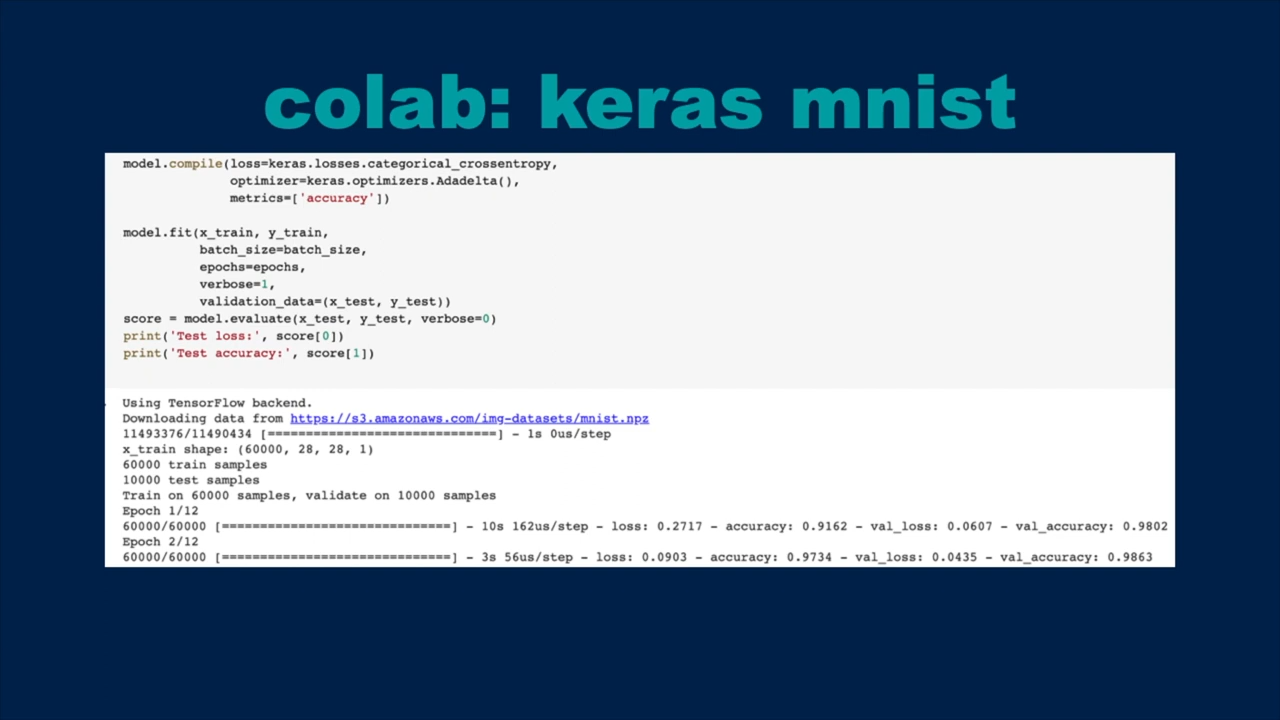 colab: keras mnist
model.compile(loss=keras.losses.categorical_crossentropy,
              optimizer=keras.optimizers.Adadelta(),
              metrics=['accuracy'])
model.fit(x_train, y_train,
          batch_size=batch_size,
          epochs=epochs,
          verbose=1,
          validation_data=(x_test, y_test))
score = model.evaluate(x_test, y_test, verbose=0)
print('Test loss:', score[0])
print('Test accuracy:', score[1])
Using TensorFlow backend.
Downloading data from https://s3.amazonaws.com/img-datasets/mnist.npz
11493376/11490434 [==============================] - 1s 0us/step
x_train shape: (60000, 28, 28, 1)
60000 train samples
10000 test samples
Train on 60000 samples, validate on 10000 samples
Epoch 1/12
60000/60000 [==============================] - 10s 162us/step - loss: 0.2717 - accuracy: 0.9162 - val_loss: 0.0607 - val_accuracy: 0.9802
Epoch 2/12
60000/60000 [==============================] - 3s 56us/step - loss: 0.0903 - accuracy: 0.9734 - val_loss: 0.0435 - val_accuracy: 0.9863